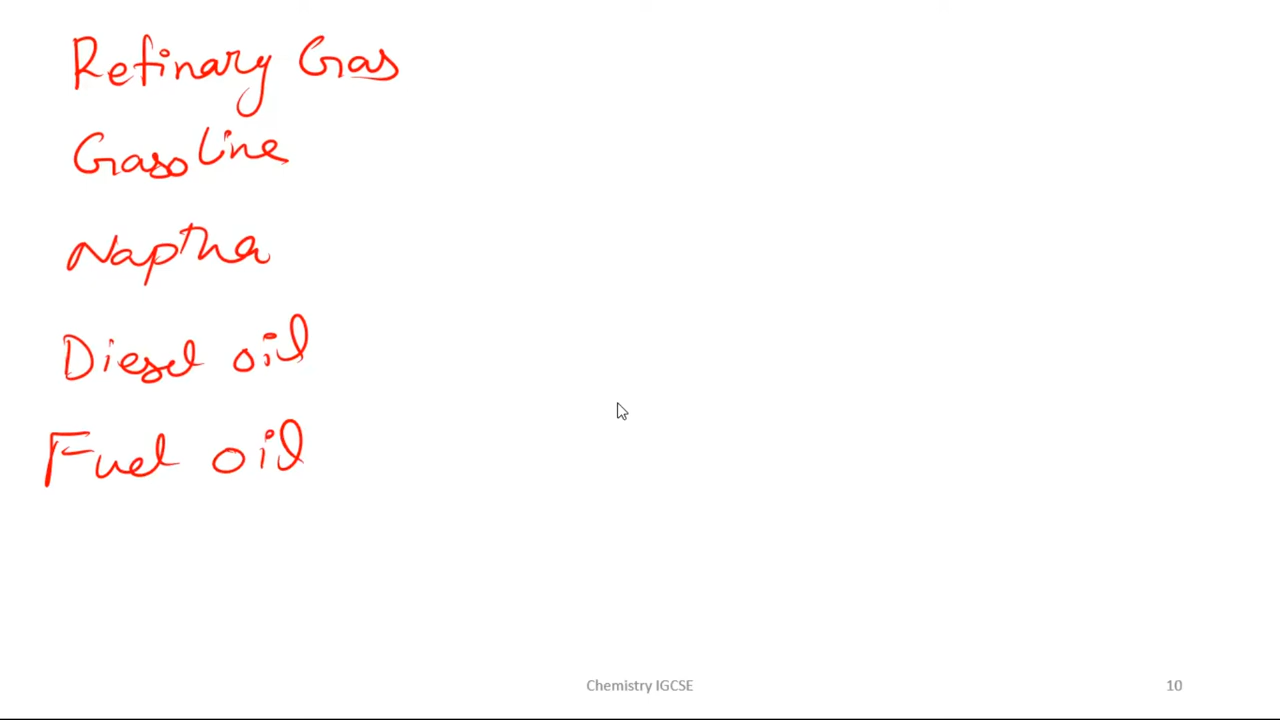 Refinary Gas
Gasoline
Naptha
Diesel oil
Fuel oil
Chemistry IGCSE
10